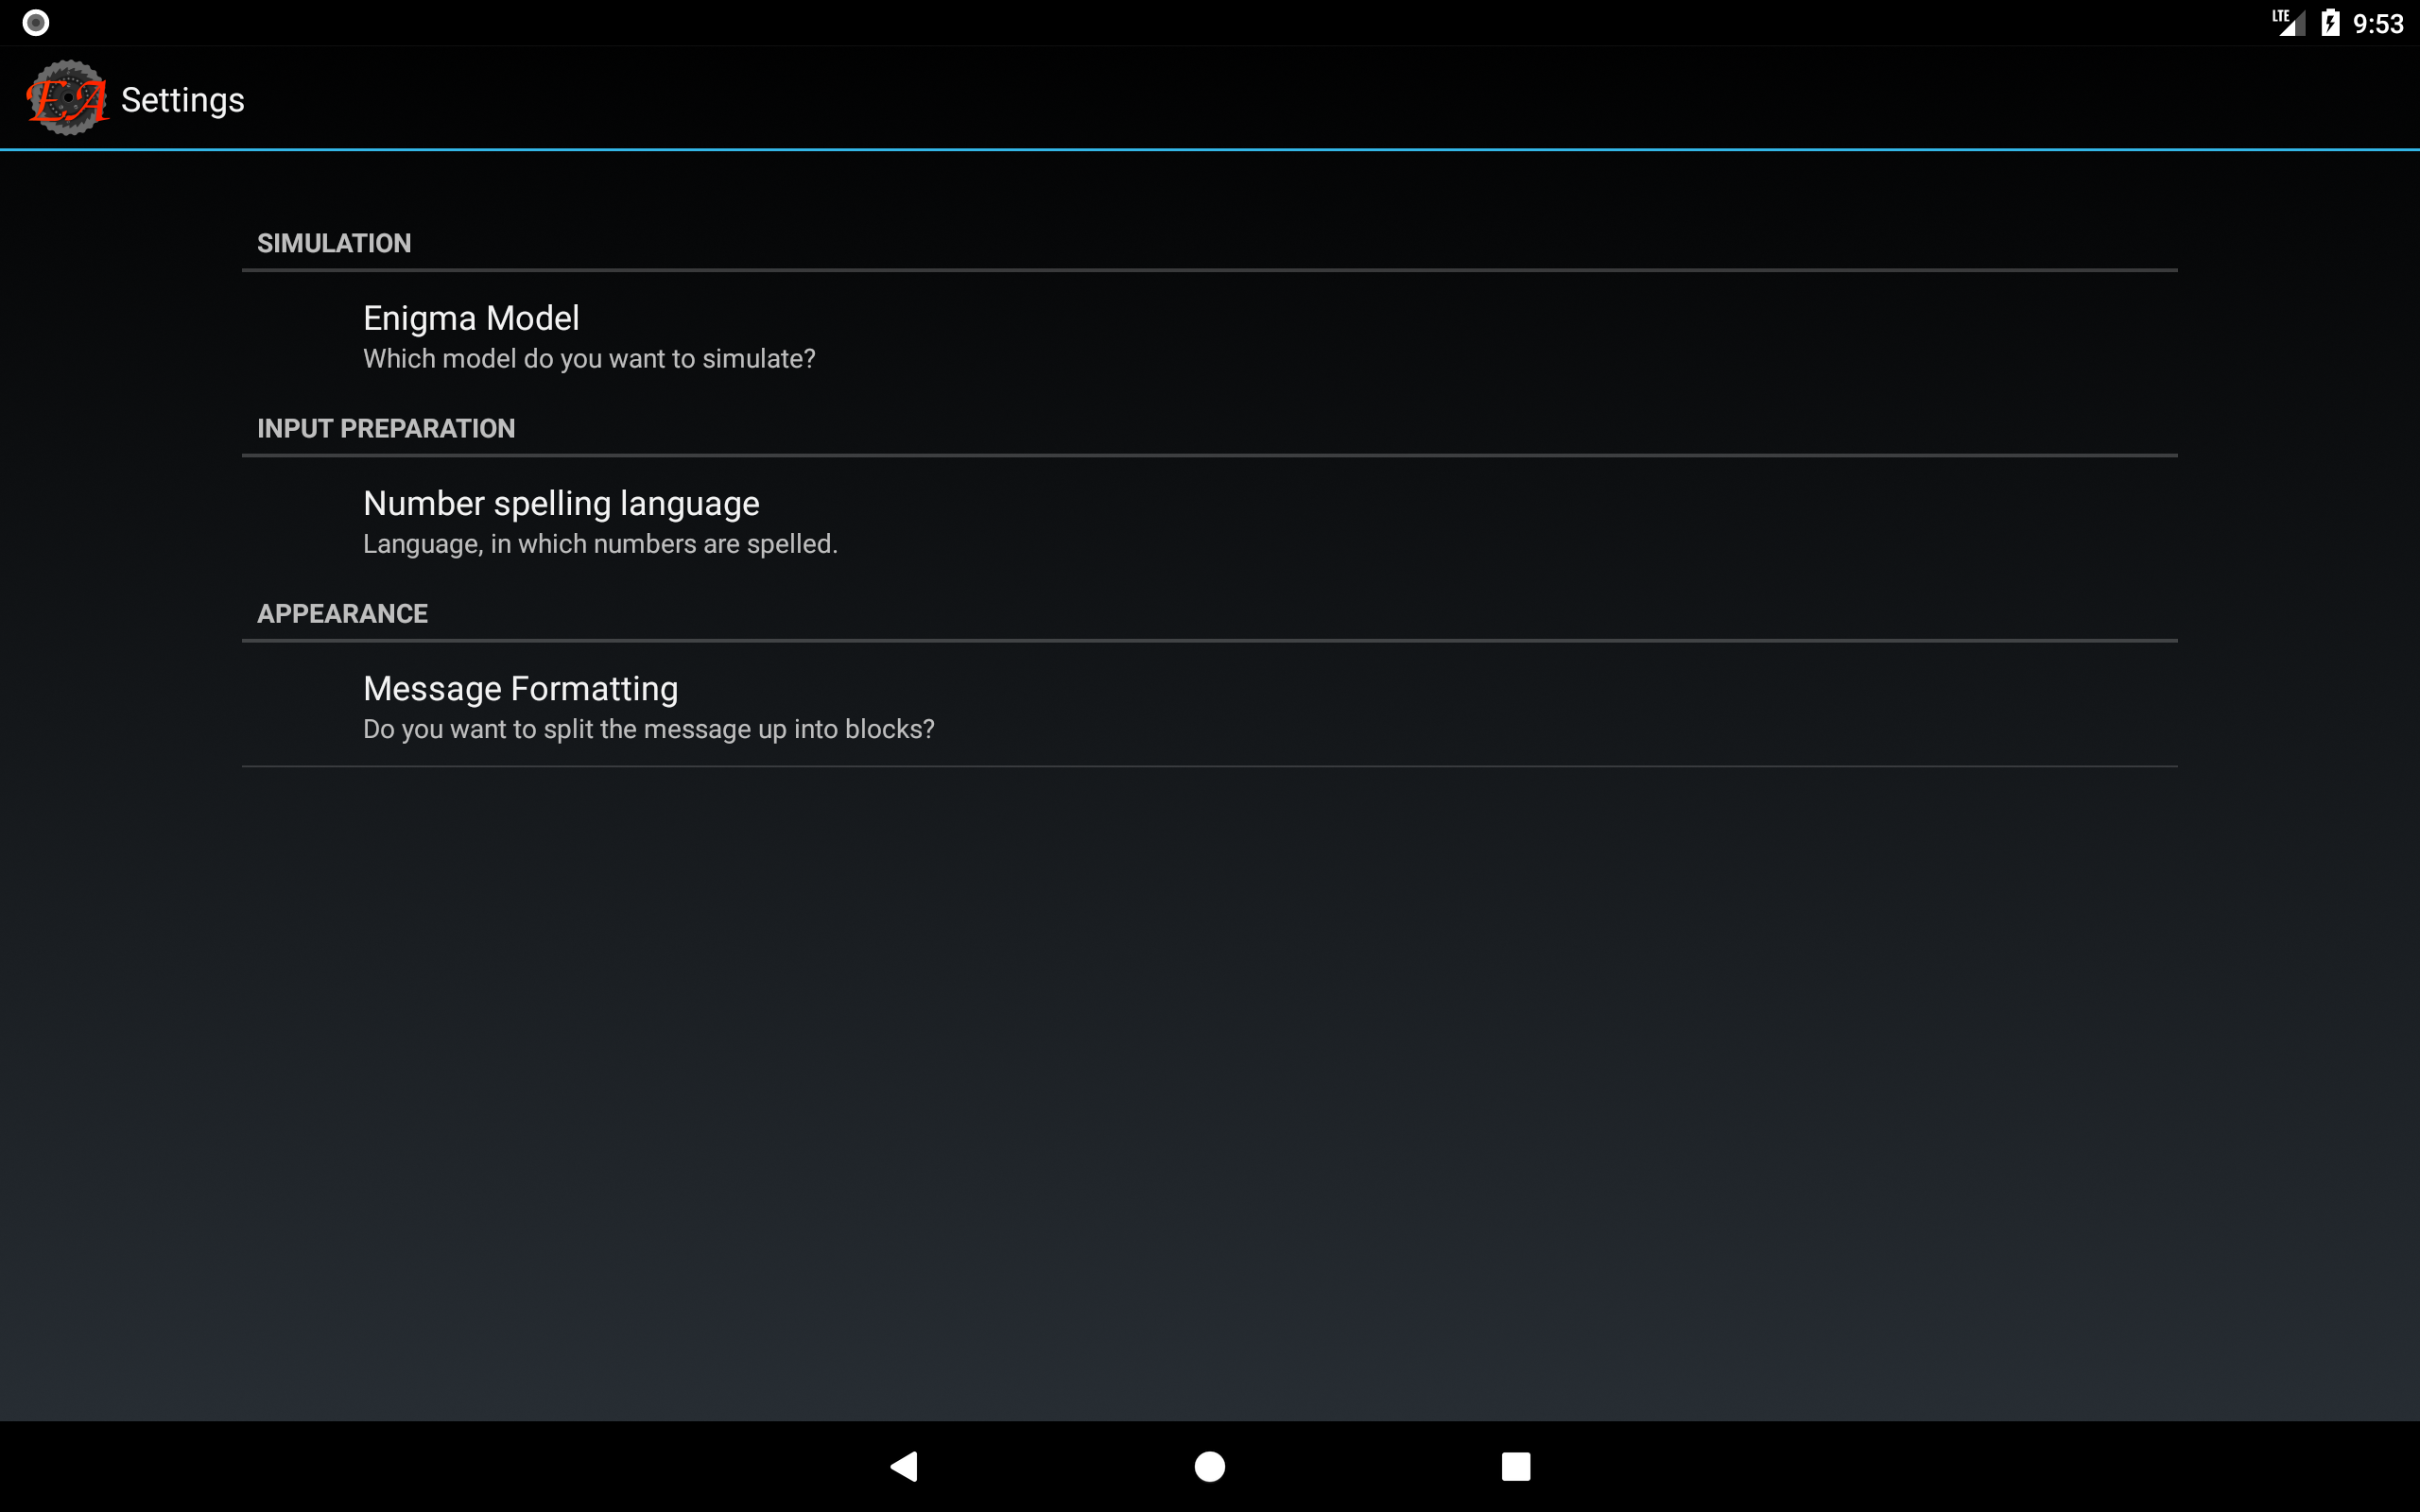 LTE 9:53
EA Settings
SIMULATION
Enigma Model
Which model do you want to simulate?
INPUT PREPARATION
Number spelling language
Language, in which numbers are spelled.
APPEARANCE
Message Formatting
Do you want to split the message up into blocks?